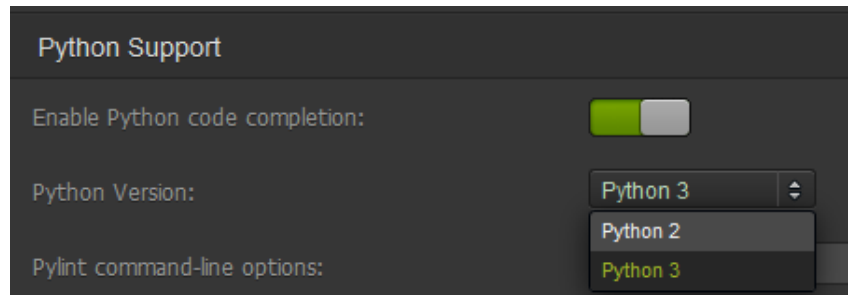 Python Support
Enable Python code completion:
Python Version:
Python 3
Python 2
Python 3
Pylint command-line options: